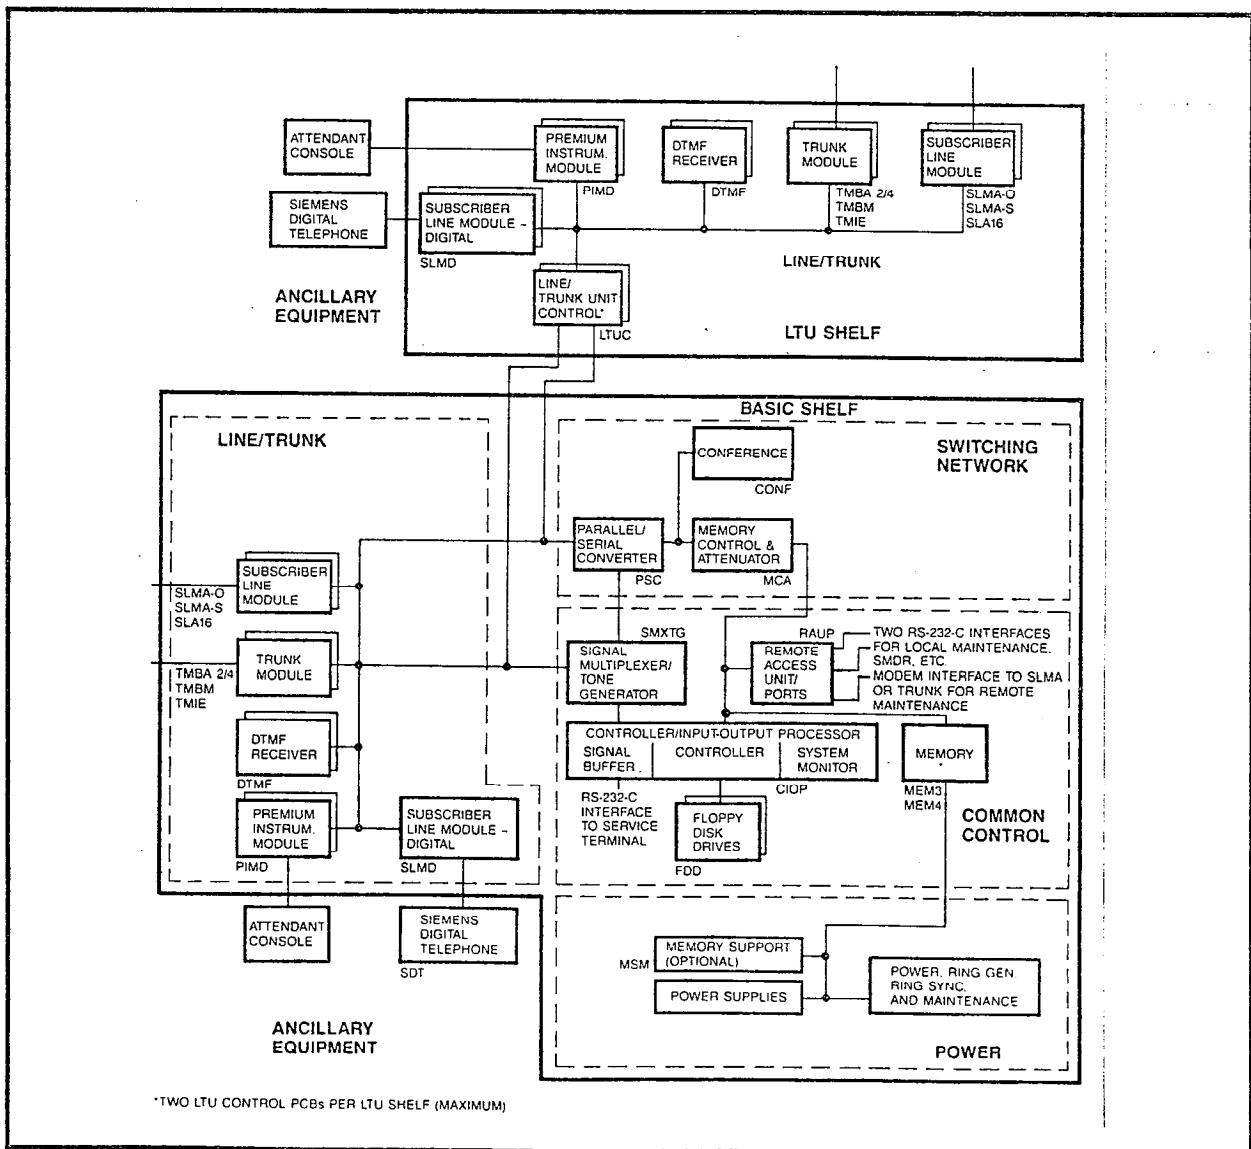 ATTENDANT
CONSOLE
PREMIUM
INSTRUM.
MODULE
PIMD
DTMF
RECEIVER
DTMF
TRUNK
MODULE
TMBA 2/4
TMBM
TMIE
SUBSCRIBER
LINE
MODULE
SLMA-O
SLMA-S
SLA16
SIEMENS
DIGITAL
TELEPHONE
SUBSCRIBER
LINE MODULE –
DIGITAL
SLMD
LINE/TRUNK
ANCILLARY
EQUIPMENT
LINE/
TRUNK UNIT
CONTROL*
LTUC
LTU SHELF
BASIC SHELF
LINE/TRUNK
SWITCHING
NETWORK
CONFERENCE
CONF
PARALLEL/
SERIAL
CONVERTER
PSC
MEMORY
CONTROL &
ATTENUATOR
MCA
SUBSCRIBER
LINE
MODULE
SLMA-O
SLMA-S
SLA16
TRUNK
MODULE
TMBA 2/4
TMBM
TMIE
DTMF
RECEIVER
DTMF
PREMIUM
INSTRUM.
MODULE
PIMD
SUBSCRIBER
LINE MODULE –
DIGITAL
SLMD
SMXTG
SIGNAL
MULTIPLEXER/
TONE
GENERATOR
RAUP
REMOTE
ACCESS
UNIT/
PORTS
TWO RS-232-C INTERFACES
FOR LOCAL MAINTENANCE,
SMDR, ETC.
MODEM INTERFACE TO SLMA
OR TRUNK FOR REMOTE
MAINTENANCE
CONTROLLER/INPUT-OUTPUT PROCESSOR
SIGNAL
BUFFER
CONTROLLER
SYSTEM
MONITOR
CIOP
MEMORY
*
MEM3
MEM4
RS-232-C
INTERFACE
TO SERVICE
TERMINAL
FLOPPY
DISK
DRIVES
FDD
COMMON
CONTROL
ATTENDANT
CONSOLE
SIEMENS
DIGITAL
TELEPHONE
SDT
MSM
MEMORY SUPPORT
(OPTIONAL)
POWER SUPPLIES
POWER, RING GEN.
RING SYNC,
AND MAINTENANCE
POWER
ANCILLARY
EQUIPMENT
*TWO LTU CONTROL PCBs PER LTU SHELF (MAXIMUM)